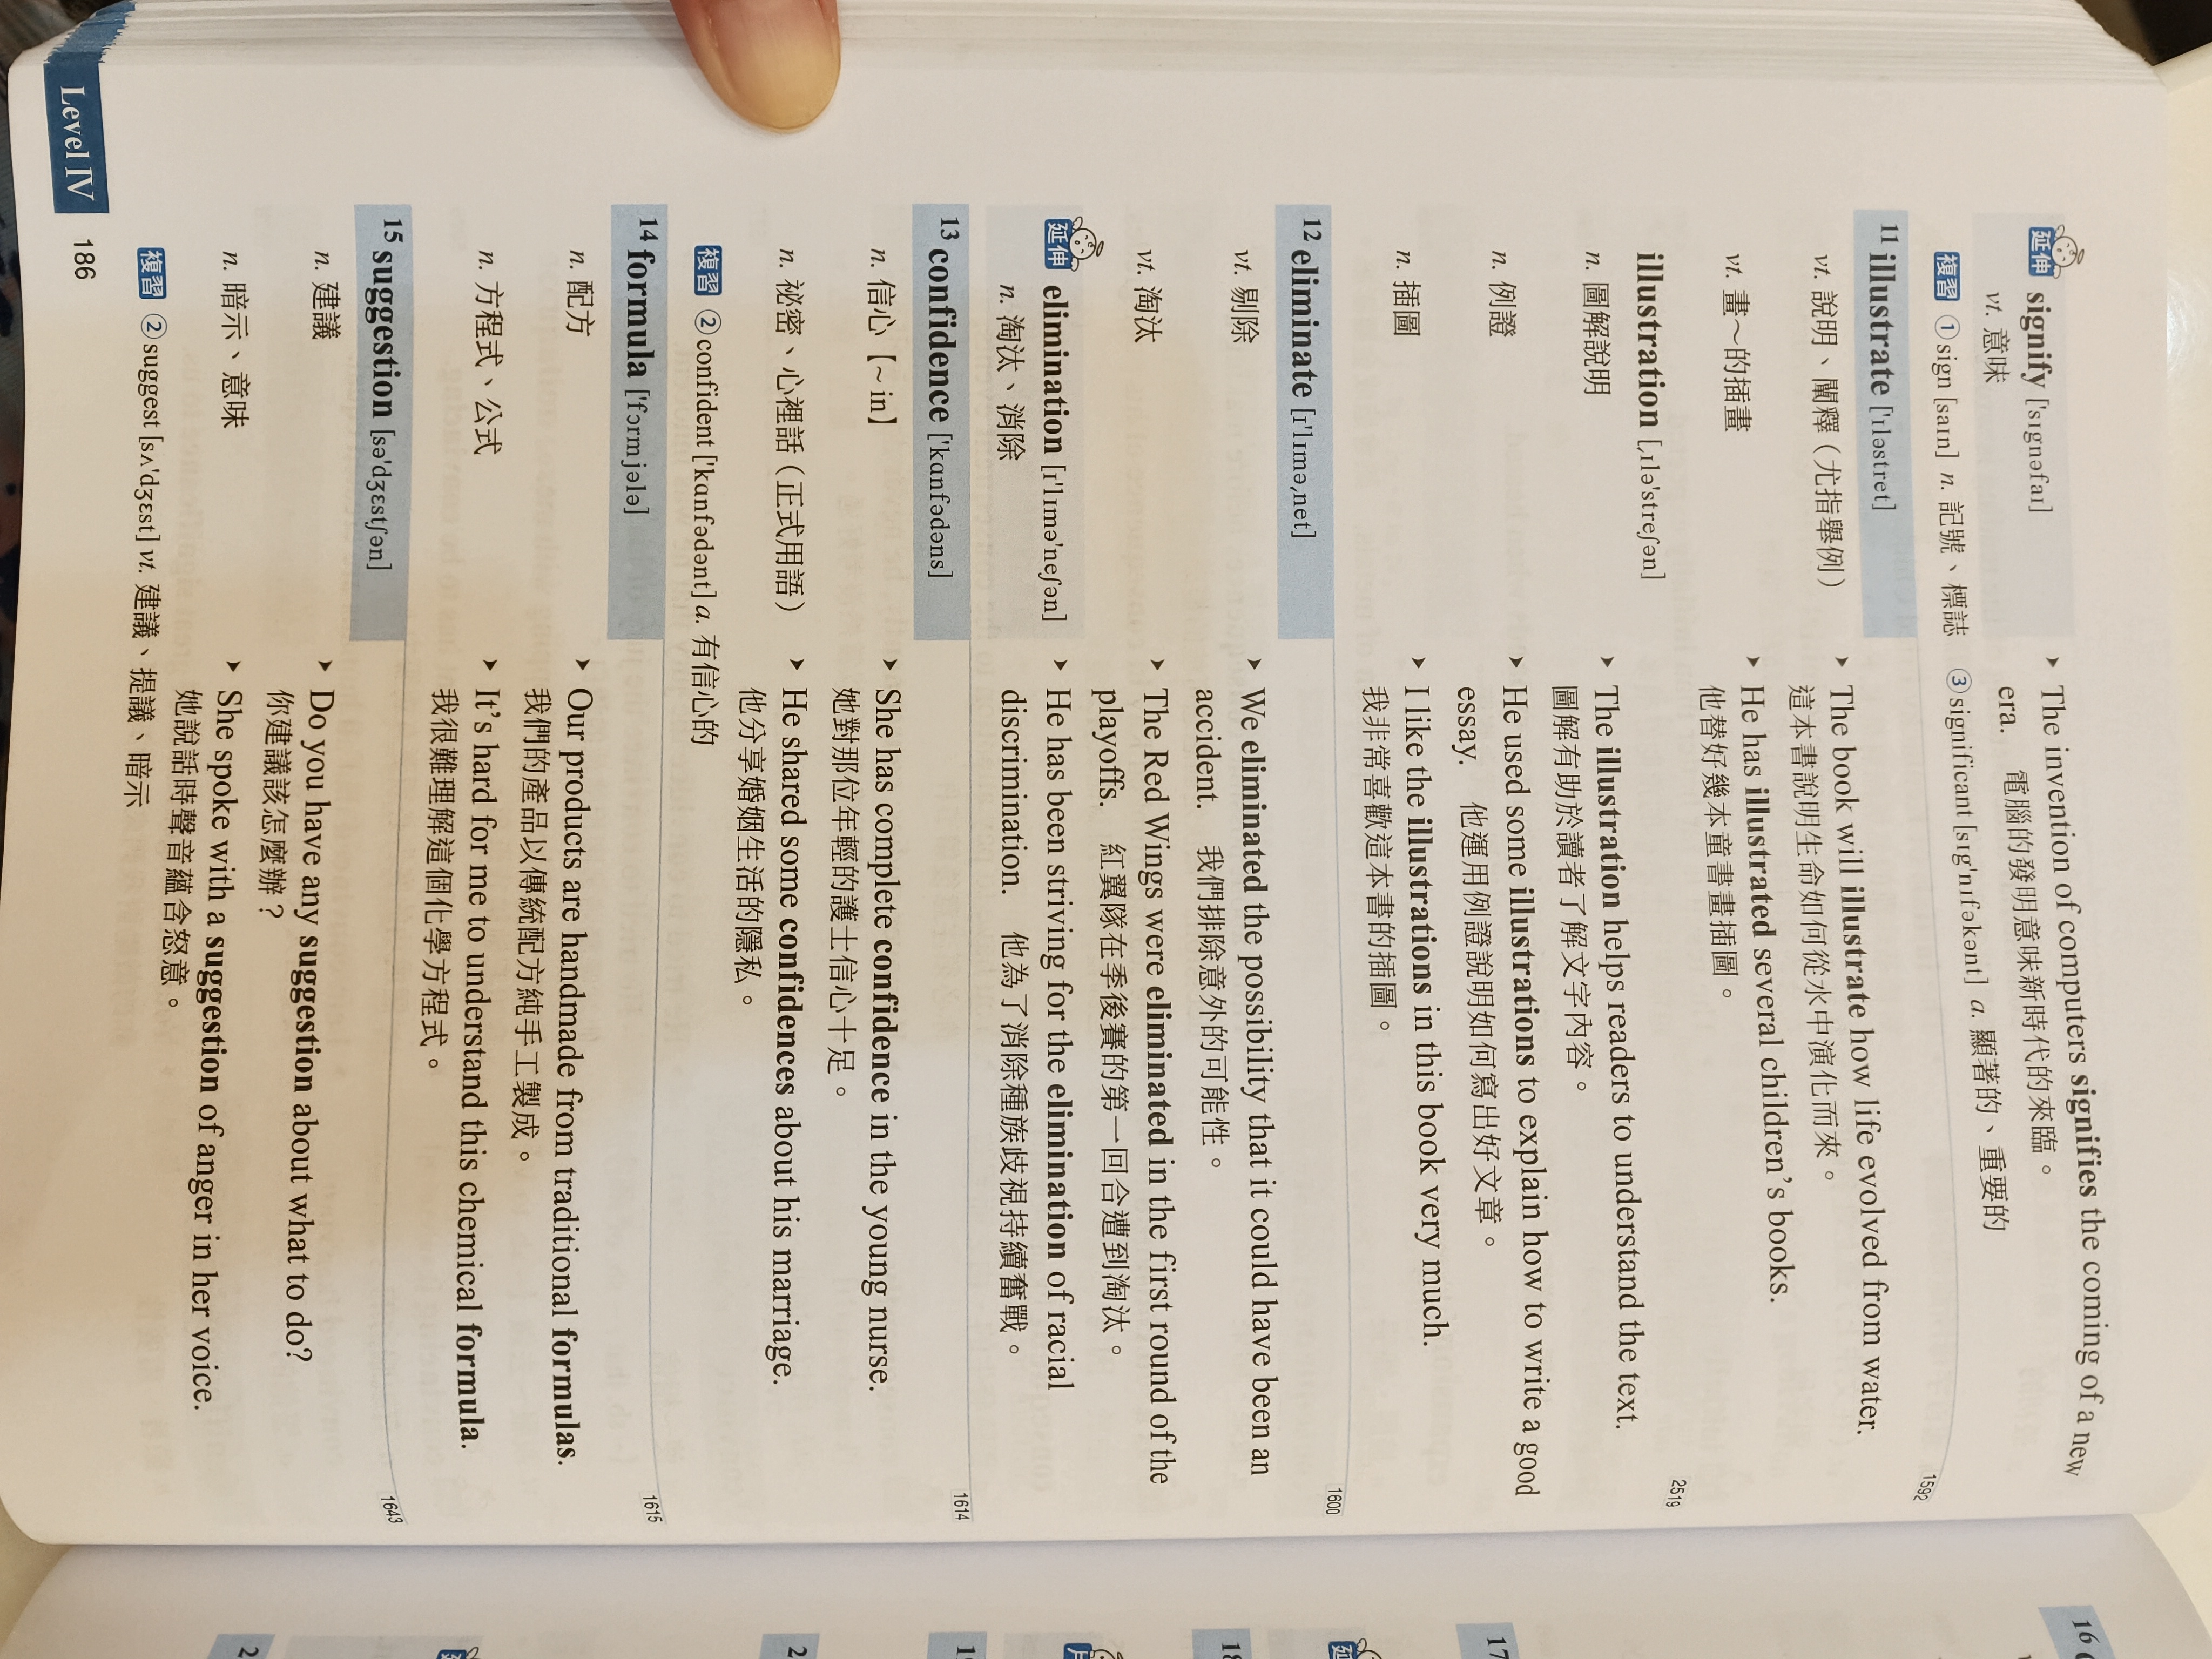 延伸 signify [ˈsɪgnəfaɪ]
vt. 意味
➤ The invention of computers signifies the coming of a new
era. 電腦的發明意味新時代的來臨。
複習 ①sign [saɪn] n. 記號、標誌 ③significant [sɪgˈnɪfəkənt] a. 顯著的、重要的
1592
11 illustrate [ˈɪləstret]
vt. 說明、闡釋（尤指舉例）
➤ The book will illustrate how life evolved from water.
這本書說明生命如何從水中演化而來。
vt. 畫～的插畫
➤ He has illustrated several children's books.
他替好幾本童書畫插圖。
2519
illustration [ˌɪləˈstreʃən]
n. 圖解說明
➤ The illustration helps readers to understand the text.
圖解有助於讀者了解文字內容。
n. 例證
➤ He used some illustrations to explain how to write a good
essay. 他運用例證說明如何寫出好文章。
n. 插圖
➤ I like the illustrations in this book very much.
我非常喜歡這本書的插圖。
1600
12 eliminate [ɪˈlɪməˌnet]
vt. 剔除
➤ We eliminated the possibility that it could have been an
accident. 我們排除意外的可能性。
vt. 淘汰
➤ The Red Wings were eliminated in the first round of the
playoffs. 紅翼隊在季後賽的第一回合遭到淘汰。
延伸 elimination [ɪˈlɪməˈneʃən]
n. 淘汰、消除
➤ He has been striving for the elimination of racial
discrimination. 他為了消除種族歧視持續奮戰。
1614
13 confidence [ˈkɑnfədəns]
n. 信心【~ in】
➤ She has complete confidence in the young nurse.
她對那位年輕的護士信心十足。
n. 祕密、心裡話（正式用語）
➤ He shared some confidences about his marriage.
他分享婚姻生活的隱私。
複習 ②confident [ˈkɑnfədənt] a. 有信心的
1615
14 formula [ˈfɔrmjələ]
n. 配方
➤ Our products are handmade from traditional formulas.
我們的產品以傳統配方純手工製成。
n. 方程式、公式
➤ It's hard for me to understand this chemical formula.
我很難理解這個化學方程式。
1643
15 suggestion [səˈdʒɛstʃən]
n. 建議
➤ Do you have any suggestion about what to do?
你建議該怎麼辦？
n. 暗示、意味
➤ She spoke with a suggestion of anger in her voice.
她說話時聲音蘊含怒意。
複習 ②suggest [sʌˈdʒɛst] vt. 建議、提議、暗示
Level IV 186
16
17
18